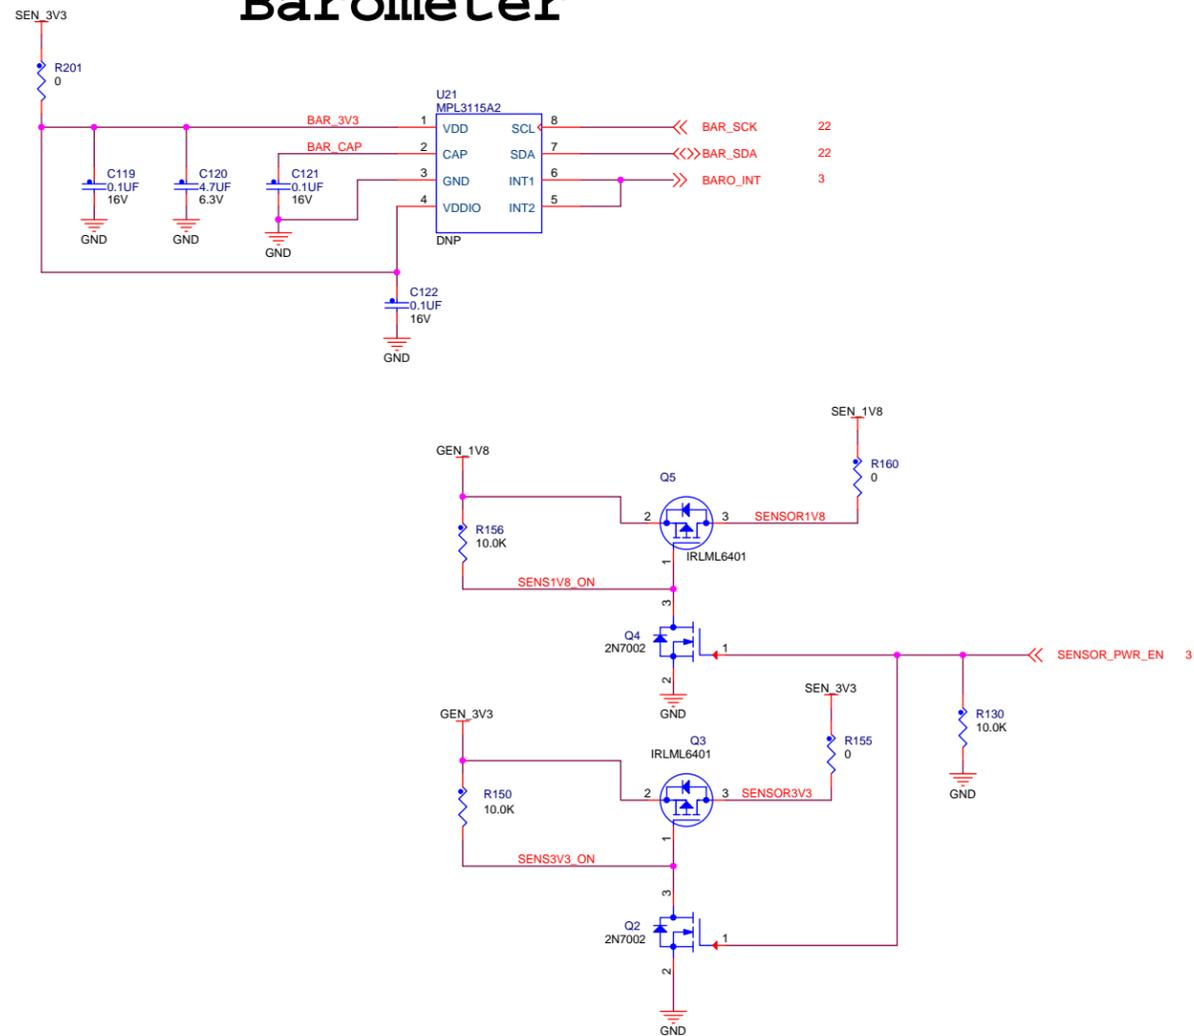 Barometer
SEN_3V3
R201
0
U21
MPL3115A2
BAR_3V3
1
VDD
SCL
8
BAR_SCK
22
BAR_CAP
2
CAP
SDA
7
BAR_SDA
22
3
GND
INT1
6
BARO_INT
3
4
VDDIO
INT2
5
DNP
C119
0.1UF
16V
GND
C120
4.7UF
6.3V
GND
C121
0.1UF
16V
GND
C122
0.1UF
16V
GND
SEN_1V8
R160
0
GEN_1V8
Q5
2
3
SENSOR1V8
R156
10.0K
IRLML6401
1
SENS1V8_ON
3
Q4
2N7002
1
SENSOR_PWR_EN
3
2
GND
SEN_3V3
GEN_3V3
R130
10.0K
GND
Q3
IRLML6401
R155
0
2
3
SENSOR3V3
R150
10.0K
1
SENS3V3_ON
3
Q2
2N7002
1
2
GND